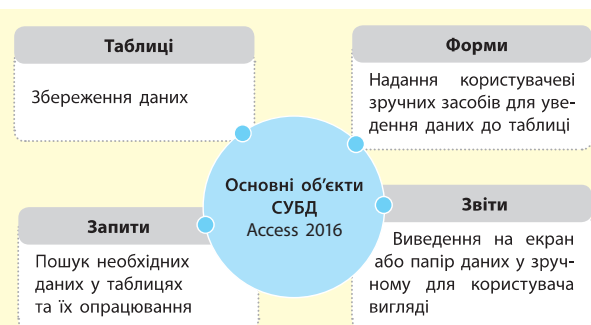 Таблиці
Збереження даних
Форми
Надання користувачеві
зручних засобів для уве-
дення даних до таблиці
Основні об’єкти
СУБД
Access 2016
Запити
Пошук необхідних
даних у таблицях
та їх опрацювання
Звіти
Виведення на екран
або папір даних у зруч-
ному для користувача
вигляді